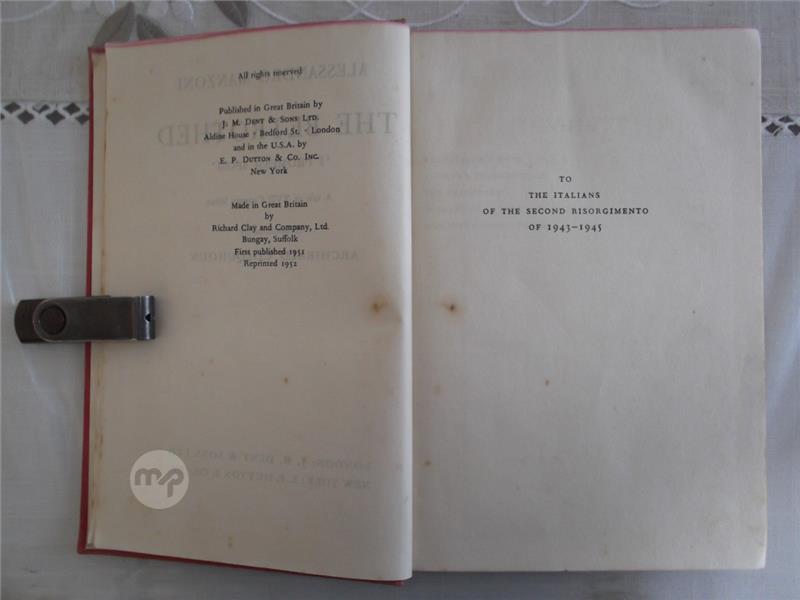 All rights reserved
Published in Great Britain by
J. M. DENT & SONS LTD.
Aldine House · Bedford St. · London
and in the U.S.A. by
E. P. DUTTON & CO. INC.
New York
Made in Great Britain
by
Richard Clay and Company, Ltd.
Bungay, Suffolk
First published 1951
Reprinted 1952
TO
THE ITALIANS
OF THE SECOND RISORGIMENTO
OF 1943–1945
mp